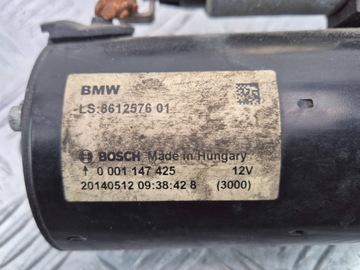 BMW
LS:8612576 01
BOSCH Made in Hungary
↑ 0 001 147 425 12V
20140512 09:38:42 8 (3000)